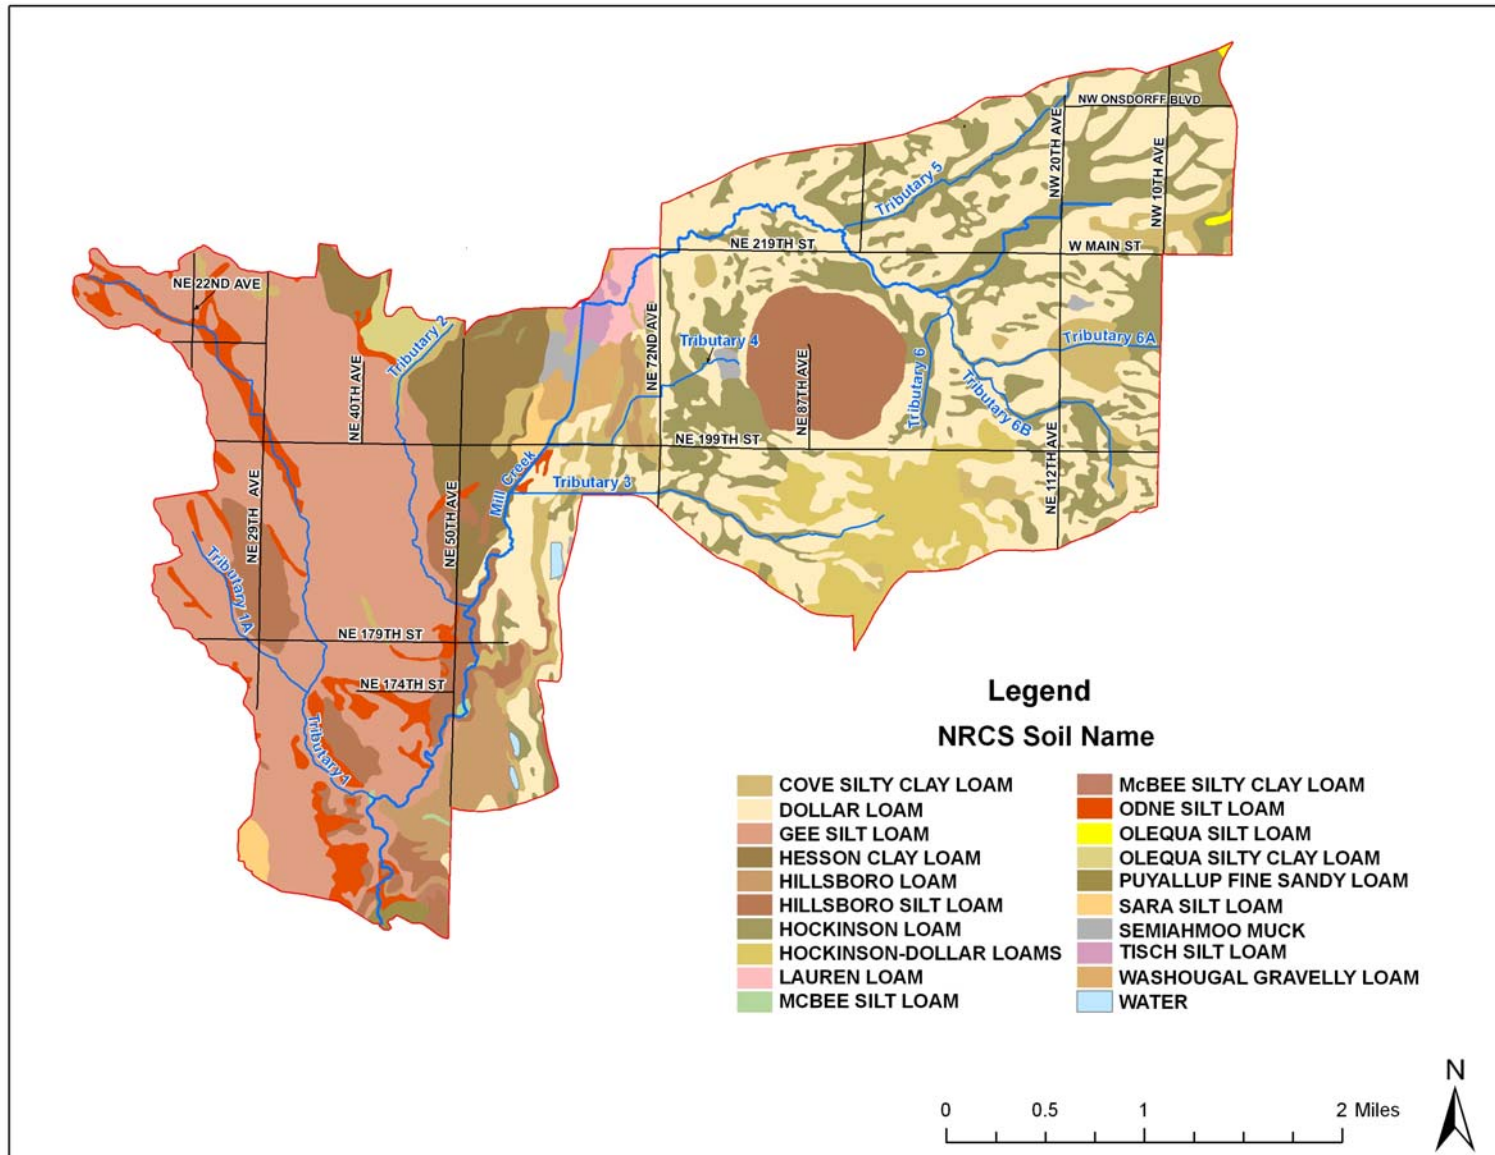 NW ONSDORFF BLVD
NW 20TH AVE
NW 10TH AVE
Tributary 5
NE 219TH ST
W MAIN ST
NE 22ND AVE
Tributary 2
NE 40TH AVE
NE 72ND AVE
Tributary 4
NE 87TH AVE
Tributary 6
Tributary 6A
Tributary 6B
NE 199TH ST
NE 112TH AVE
Mill Creek
Tributary 3
NE 29TH AVE
NE 50TH AVE
Tributary 1A
NE 179TH ST
NE 174TH ST
Tributary 1
Legend
NRCS Soil Name
COVE SILTY CLAY LOAM
DOLLAR LOAM
GEE SILT LOAM
HESSON CLAY LOAM
HILLSBORO LOAM
HILLSBORO SILT LOAM
HOCKINSON LOAM
HOCKINSON-DOLLAR LOAMS
LAUREN LOAM
MCBEE SILT LOAM
McBEE SILTY CLAY LOAM
ODNE SILT LOAM
OLEQUA SILT LOAM
OLEQUA SILTY CLAY LOAM
PUYALLUP FINE SANDY LOAM
SARA SILT LOAM
SEMIAHMOO MUCK
TISCH SILT LOAM
WASHOUGAL GRAVELLY LOAM
WATER
N
0 0.5 1 2 Miles